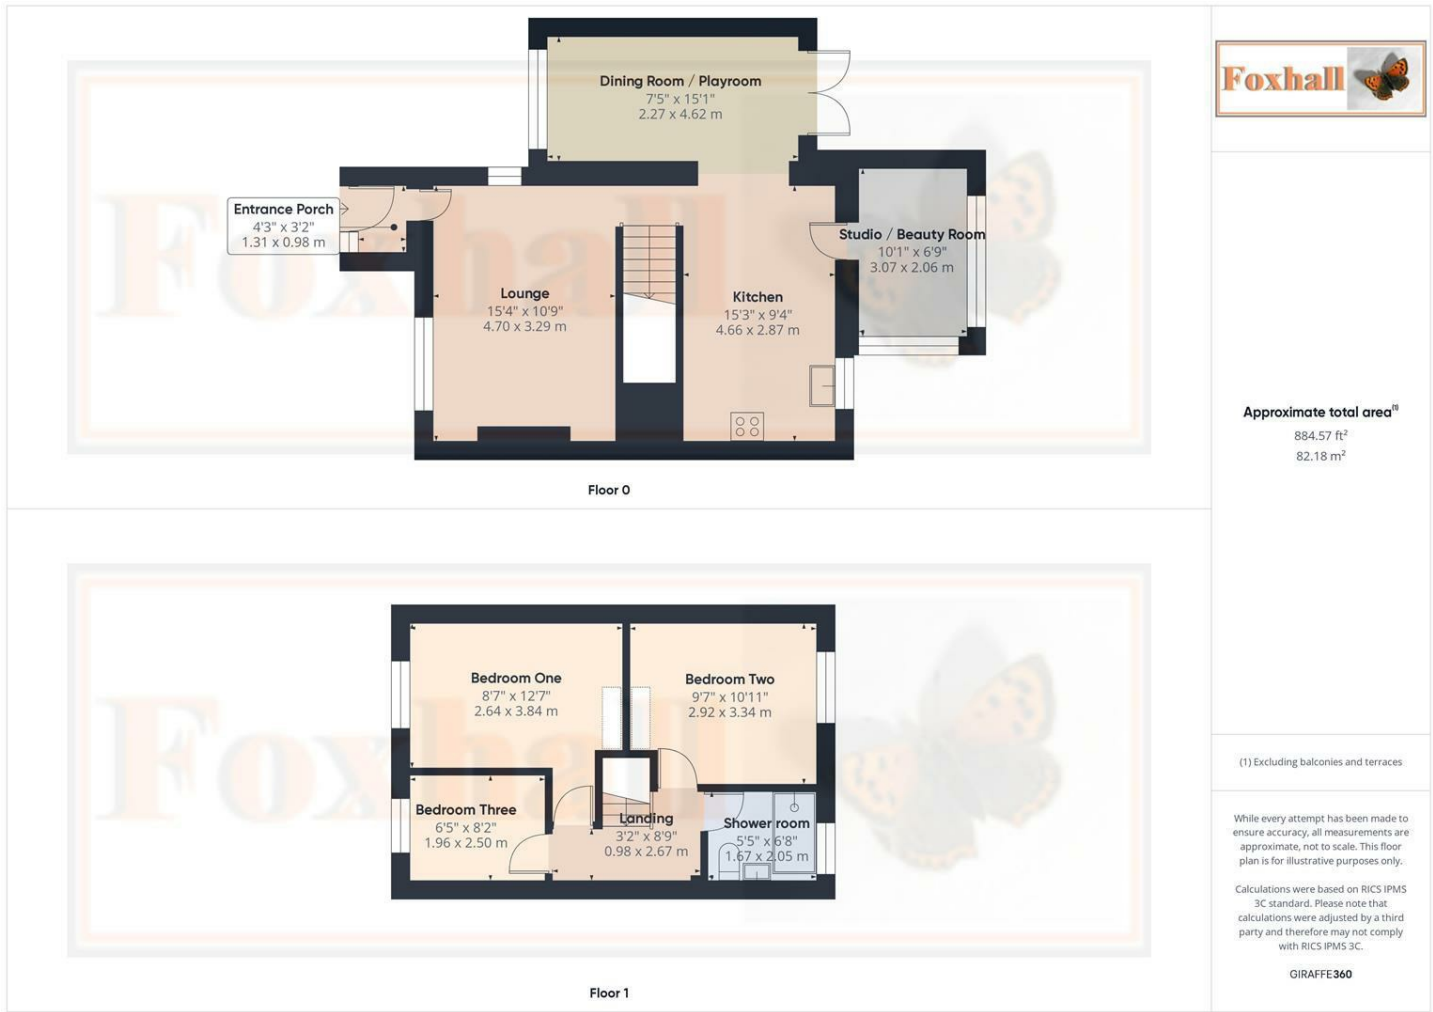 Dining Room / Playroom
7'5" x 15'1"
2.27 x 4.62 m
Entrance Porch
4'3" x 3'2"
1.31 x 0.98 m
Studio / Beauty Room
10'1" x 6'9"
3.07 x 2.06 m
Lounge
15'4" x 10'9"
4.70 x 3.29 m
Kitchen
15'3" x 9'4"
4.66 x 2.87 m
Foxhall
Floor 0
Bedroom One
8'7" x 12'7"
2.64 x 3.84 m
Bedroom Two
9'7" x 10'11"
2.92 x 3.34 m
Bedroom Three
6'5" x 8'2"
1.96 x 2.50 m
Landing
3'2" x 8'9"
0.98 x 2.67 m
Shower room
5'5" x 6'8"
1.67 x 2.05 m
Foxhall
Floor 1
Foxhall
Approximate total area(1)
884.57 ft²
82.18 m²
(1) Excluding balconies and terraces
While every attempt has been made to
ensure accuracy, all measurements are
approximate, not to scale. This floor
plan is for illustrative purposes only.
Calculations were based on RICS IPMS
3C standard. Please note that
calculations were adjusted by a third
party and therefore may not comply
with RICS IPMS 3C.
GIRAFFE360